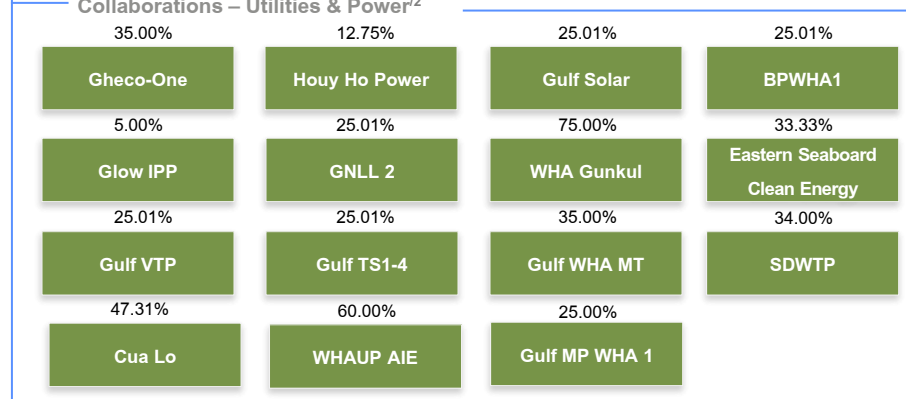 Collaborations – Utilities & Power/2
35.00% 12.75% 25.01% 25.01%
Gheco-One Houy Ho Power Gulf Solar BPWHA1
5.00% 25.01% 75.00% 33.33%
Glow IPP GNLL 2 WHA Gunkul Eastern Seaboard
Clean Energy
25.01% 25.01% 35.00% 34.00%
Gulf VTP Gulf TS1-4 Gulf WHA MT SDWTP
47.31% 60.00% 25.00%
Cua Lo WHAUP AIE Gulf MP WHA 1